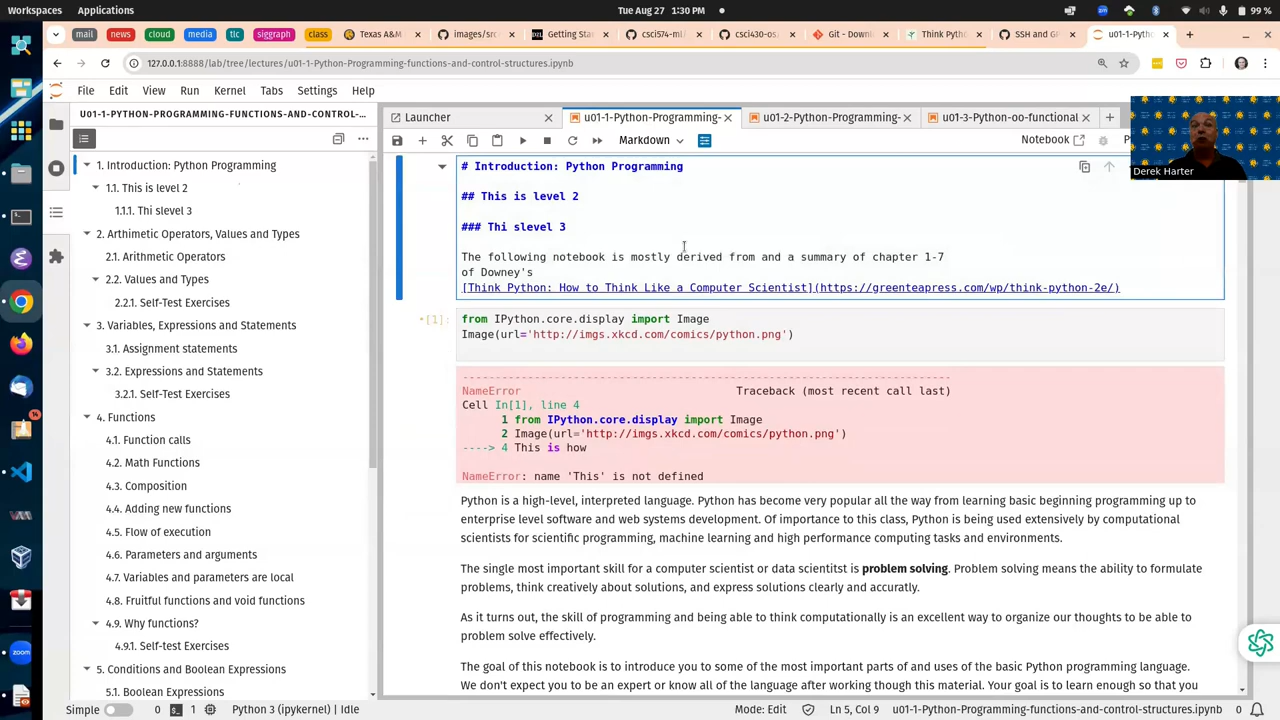 Workspaces Applications Tue Aug 27 1:30 PM 99 %
mail news cloud media tlc siggraph class Texas A&M images/src Getting Sta csci574-ml/ csci430-os Git - Downl Think Pyth SSH and GP u01-1-Pytho
127.0.0.1:8888/lab/tree/lectures/u01-1-Python-Programming-functions-and-control-structures.ipynb
File Edit View Run Kernel Tabs Settings Help
U01-1-PYTHON-PROGRAMMING-FUNCTIONS-AND-CONTROL-...
Launcher u01-1-Python-Programming- u01-2-Python-Programming- u01-3-Python-oo-functional
Markdown Notebook
Derek Harter
1. Introduction: Python Programming
1.1. This is level 2
1.1.1. Thi slevel 3
2. Arthimetic Operators, Values and Types
2.1. Arithmetic Operators
2.2. Values and Types
2.2.1. Self-Test Exercises
3. Variables, Expressions and Statements
3.1. Assignment statements
3.2. Expressions and Statements
3.2.1. Self-Test Exercises
4. Functions
4.1. Function calls
4.2. Math Functions
4.3. Composition
4.4. Adding new functions
4.5. Flow of execution
4.6. Parameters and arguments
4.7. Variables and parameters are local
4.8. Fruitful functions and void functions
4.9. Why functions?
4.9.1. Self-test Exercises
5. Conditions and Boolean Expressions
5.1. Boolean Expressions
# Introduction: Python Programming
## This is level 2
### Thi slevel 3
The following notebook is mostly derived from and a summary of chapter 1-7
of Downey's
[Think Python: How to Think Like a Computer Scientist](https://greenteapress.com/wp/think-python-2e/)
[1]: from IPython.core.display import Image
Image(url='http://imgs.xkcd.com/comics/python.png')
---------------------------------------------------------------------------
NameError Traceback (most recent call last)
Cell In[1], line 4
1 from IPython.core.display import Image
2 Image(url='http://imgs.xkcd.com/comics/python.png')
----> 4 This is how
NameError: name 'This' is not defined
Python is a high-level, interpreted language. Python has become very popular all the way from learning basic beginning programming up to
enterprise level software and web systems development. Of importance to this class, Python is being used extensively by computational
scientists for scientific programming, machine learning and high performance computing tasks and environments.
The single most important skill for a computer scientist or data scientitst is problem solving. Problem solving means the ability to formulate
problems, think creatively about solutions, and express solutions clearly and accuratly.
As it turns out, the skill of programming and being able to think computationally is an excellent way to organize our thoughts to be able to
problem solve effectively.
The goal of this notebook is to introduce you to some of the most important parts of and uses of the basic Python programming language.
We don't expect you to be an expert or know all of the language after working though this material. Your goal is to learn enough so that you
14
zoom
Simple 0 1 Python 3 (ipykernel) | Idle Mode: Edit Ln 5, Col 9 u01-1-Python-Programming-functions-and-control-structures.ipynb 0